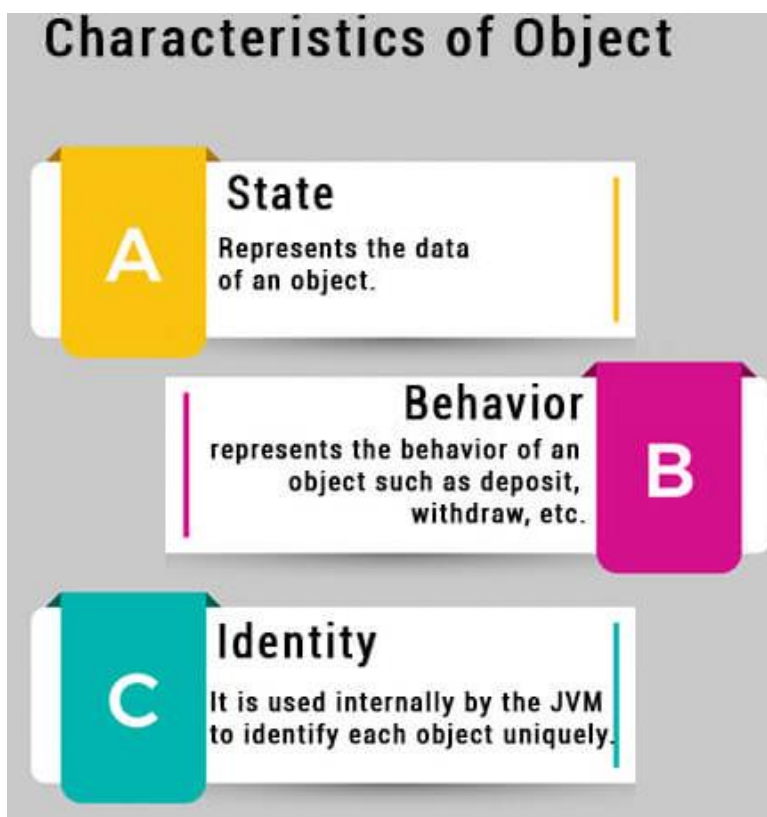 Characteristics of Object
A
State
Represents the data
of an object.
Behavior
represents the behavior of an
object such as deposit,
withdraw, etc.
B
C
Identity
It is used internally by the JVM
to identify each object uniquely.